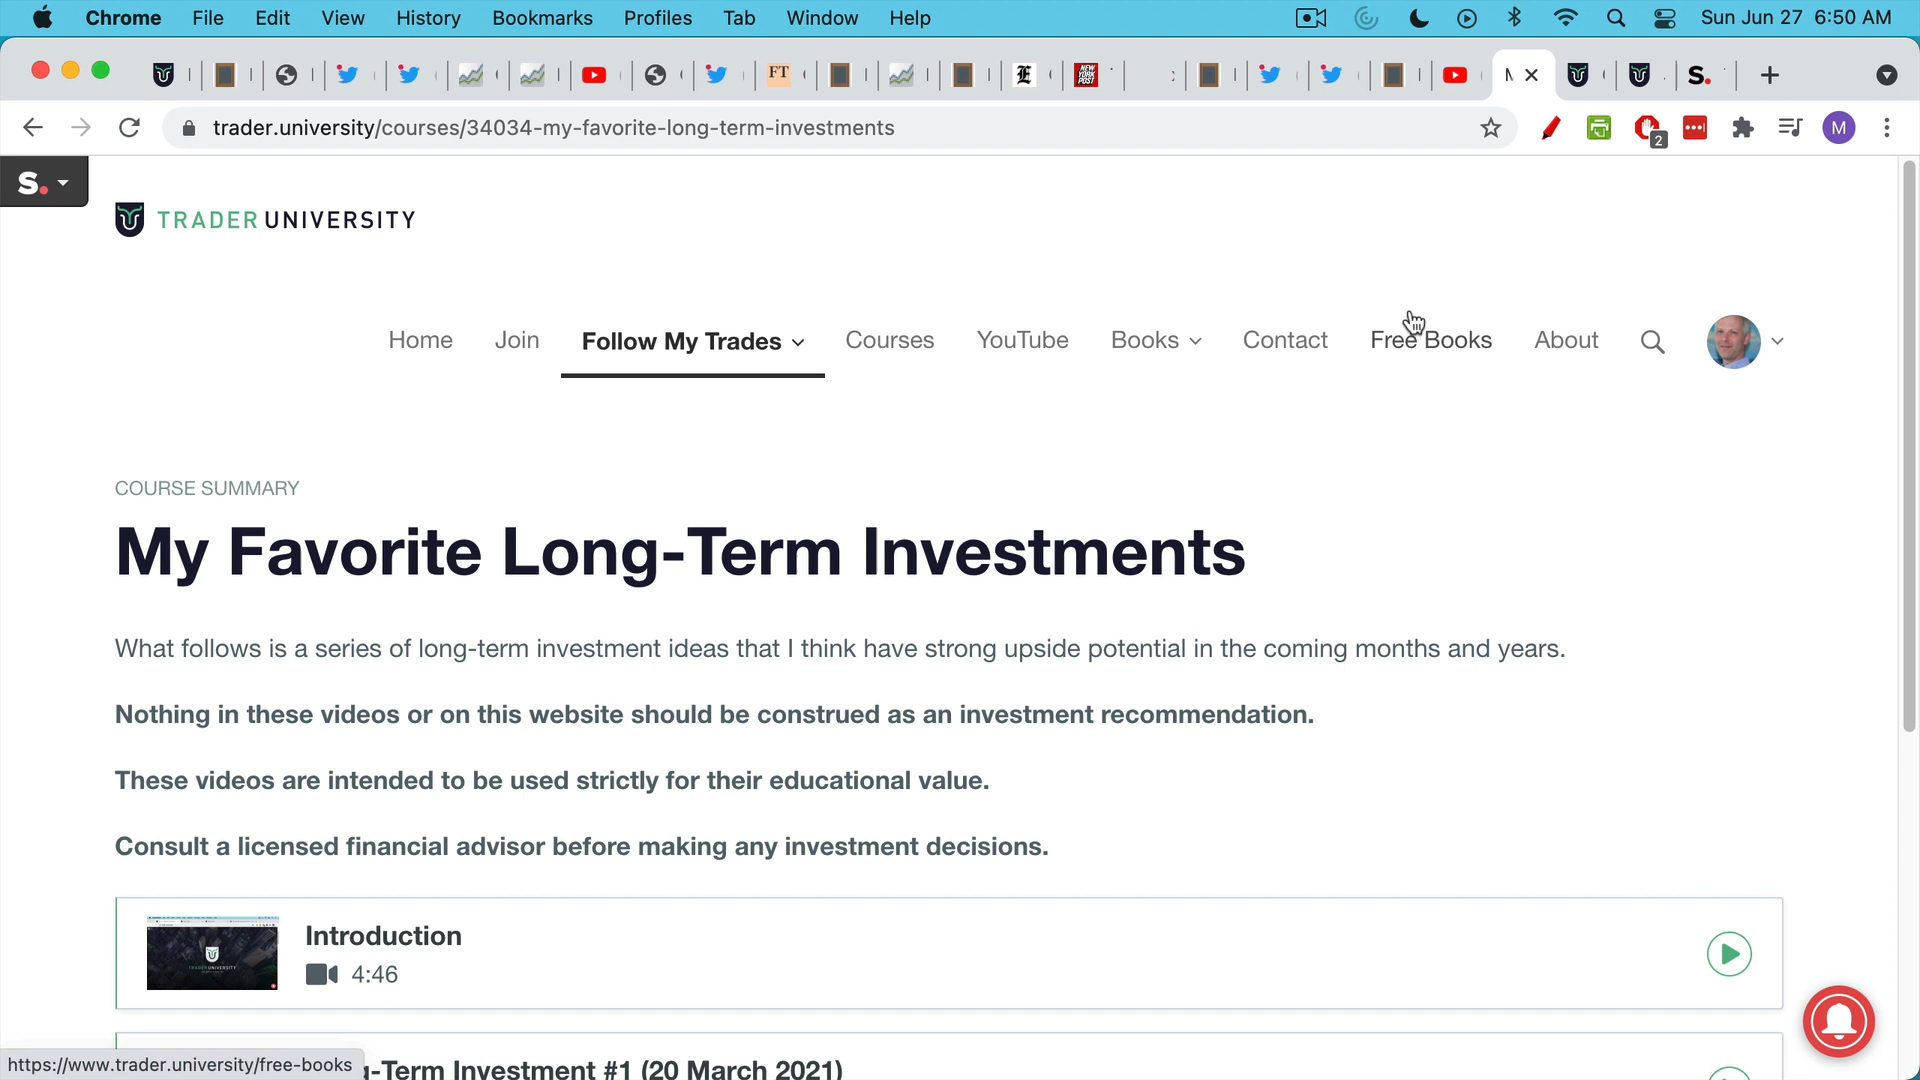 Chrome File Edit View History Bookmarks Profiles Tab Window Help Sun Jun 27 6:50 AM
FT NEW YORK POST S.
trader.university/courses/34034-my-favorite-long-term-investments 2 M
S.
TRADER UNIVERSITY
Home Join Follow My Trades Courses YouTube Books Contact Free Books About
COURSE SUMMARY
My Favorite Long-Term Investments
What follows is a series of long-term investment ideas that I think have strong upside potential in the coming months and years.
Nothing in these videos or on this website should be construed as an investment recommendation.
These videos are intended to be used strictly for their educational value.
Consult a licensed financial advisor before making any investment decisions.
Introduction
4:46
g-Term Investment #1 (20 March 2021)
https://www.trader.university/free-books